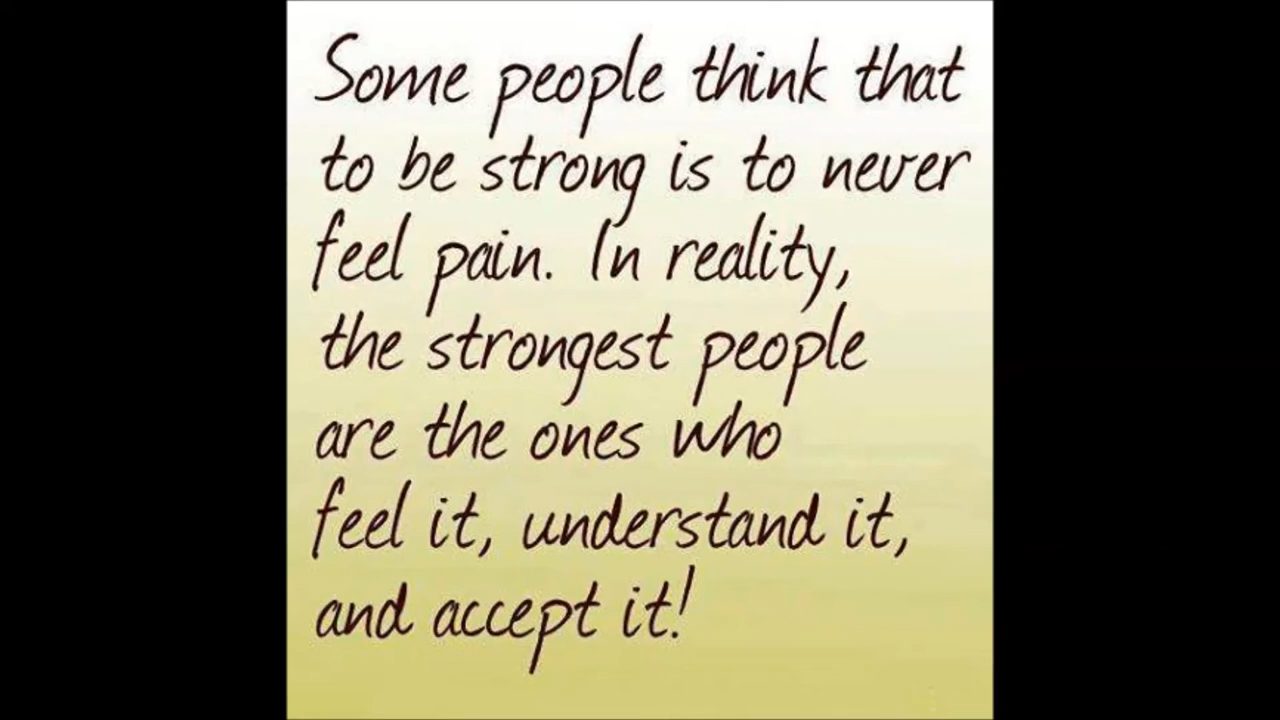 Some people think that
to be strong is to never
feel pain. In reality,
the strongest people
are the ones who
feel it, understand it,
and accept it!